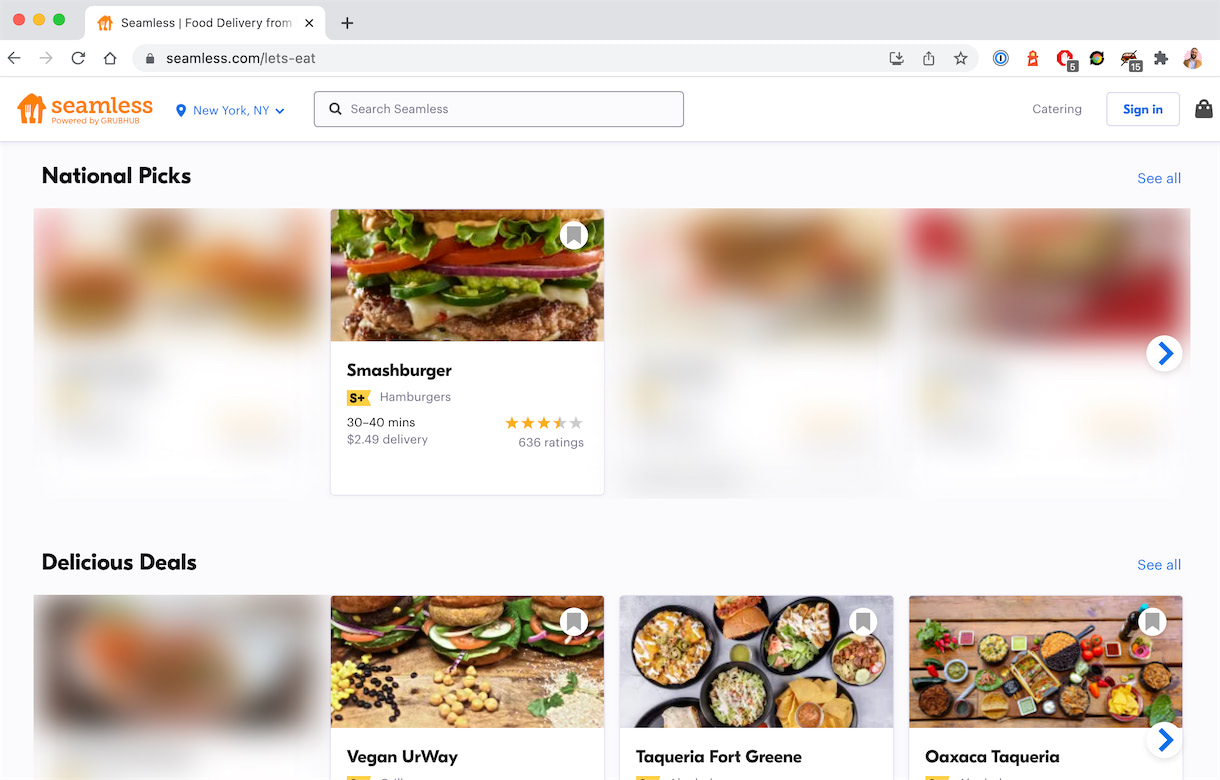 Seamless | Food Delivery from
seamless.com/lets-eat
5
15
seamless
Powered by GRUBHUB
New York, NY
Search Seamless
Catering
Sign in
National Picks
See all
Smashburger
S+ Hamburgers
30–40 mins
$2.49 delivery
636 ratings
Delicious Deals
See all
Vegan UrWay
Taqueria Fort Greene
Oaxaca Taqueria